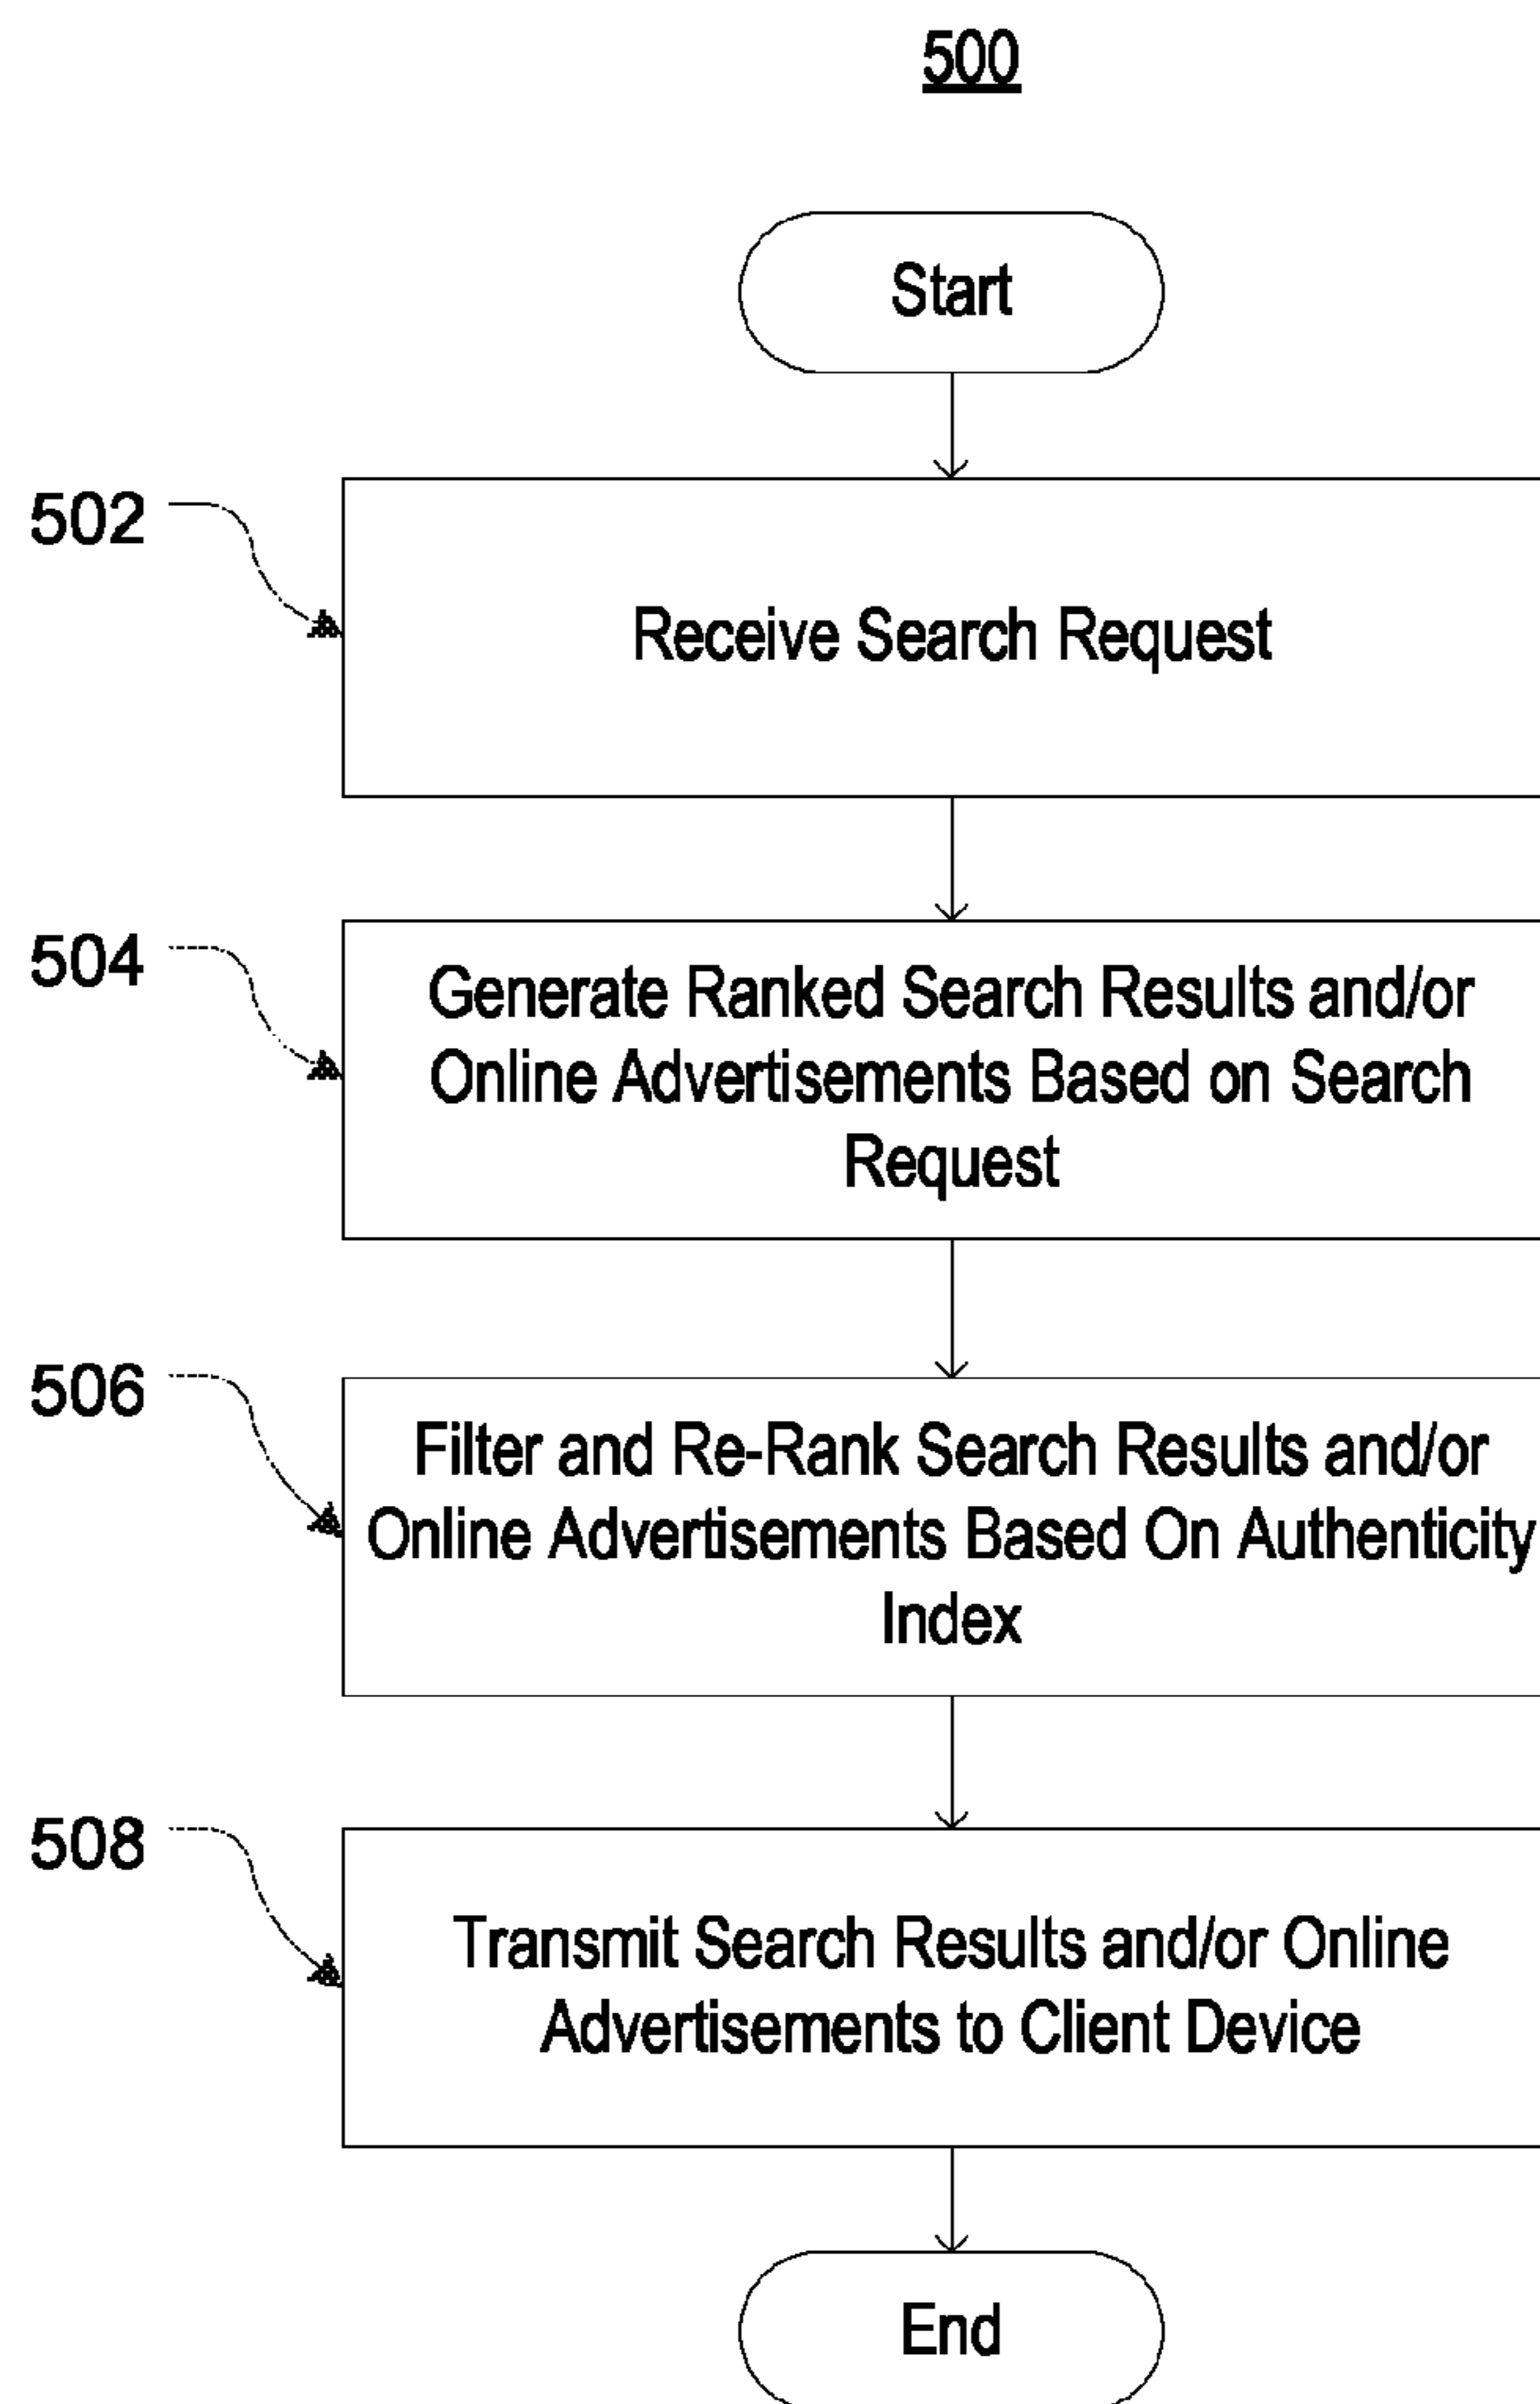 500
Start
502
Receive Search Request
504
Generate Ranked Search Results and/or
Online Advertisements Based on Search
Request
506
Filter and Re-Rank Search Results and/or
Online Advertisements Based On Authenticity
Index
508
Transmit Search Results and/or Online
Advertisements to Client Device
End